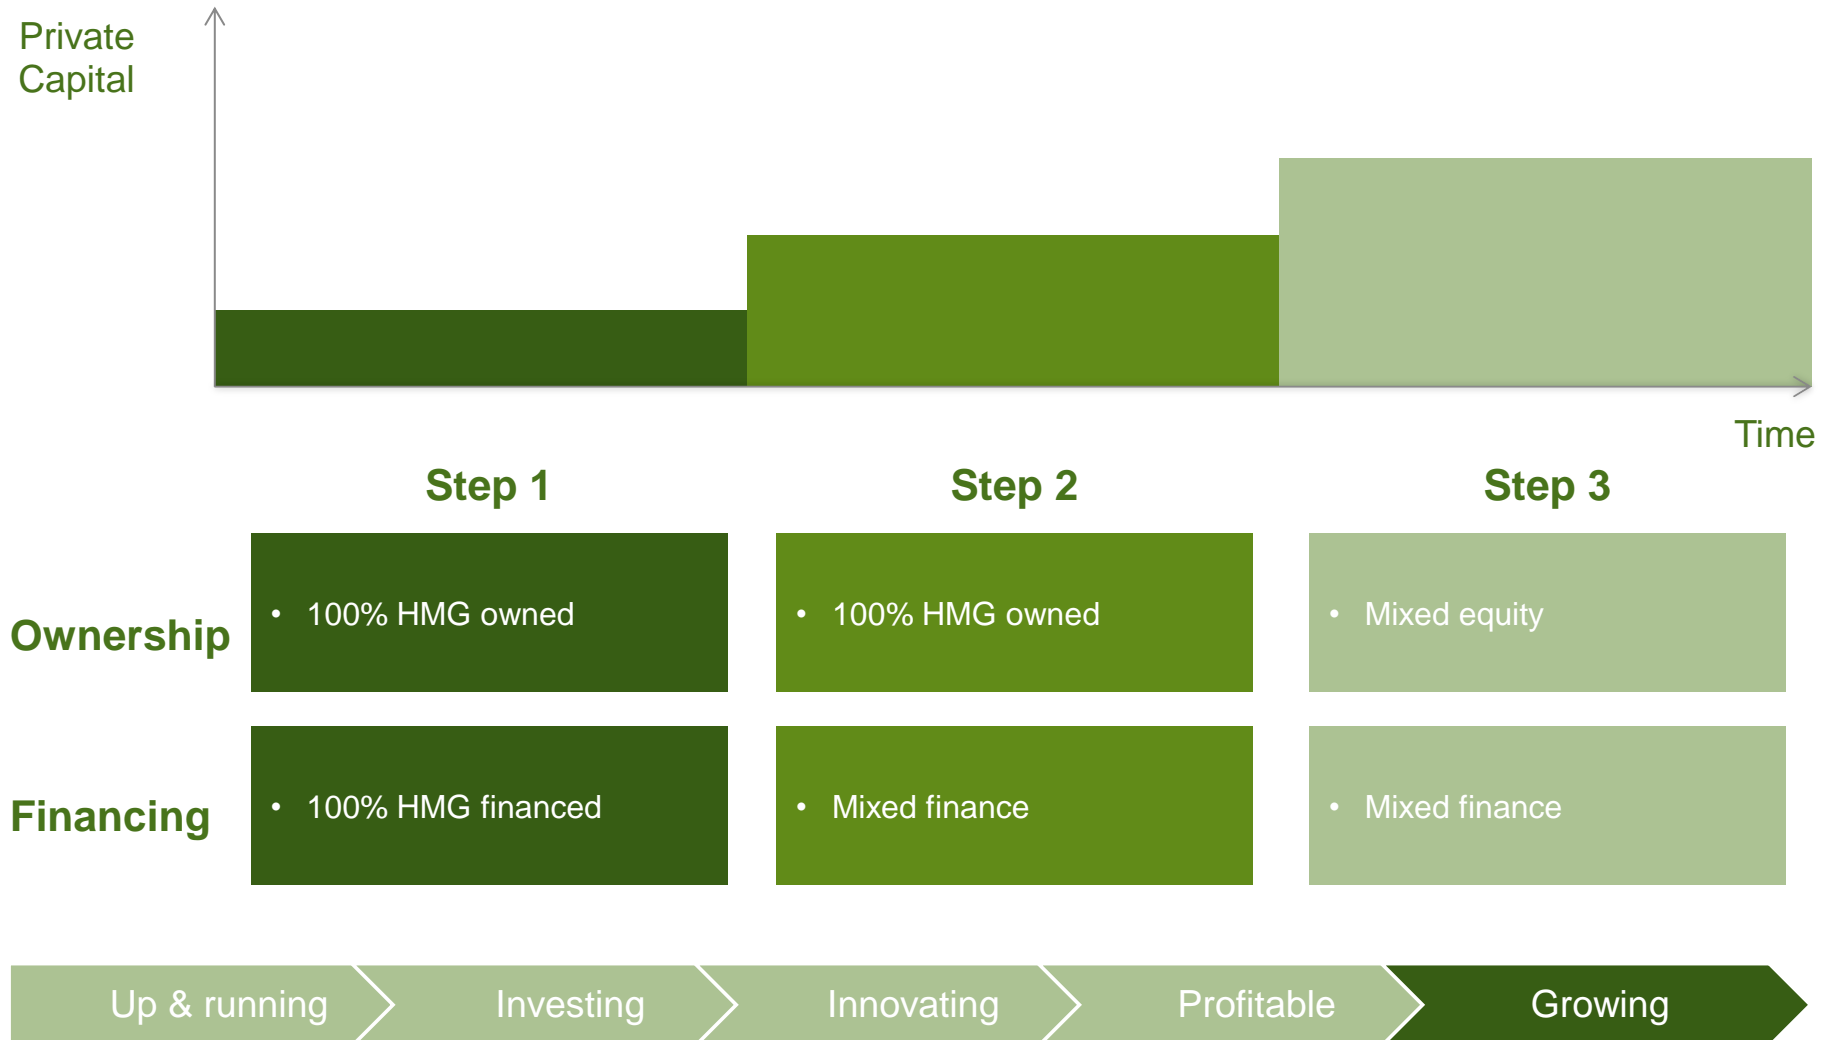 Private
Capital
Time
Step 1
Step 2
Step 3
Ownership
• 100% HMG owned
• 100% HMG owned
• Mixed equity
Financing
• 100% HMG financed
• Mixed finance
• Mixed finance
Up & running
Investing
Innovating
Profitable
Growing